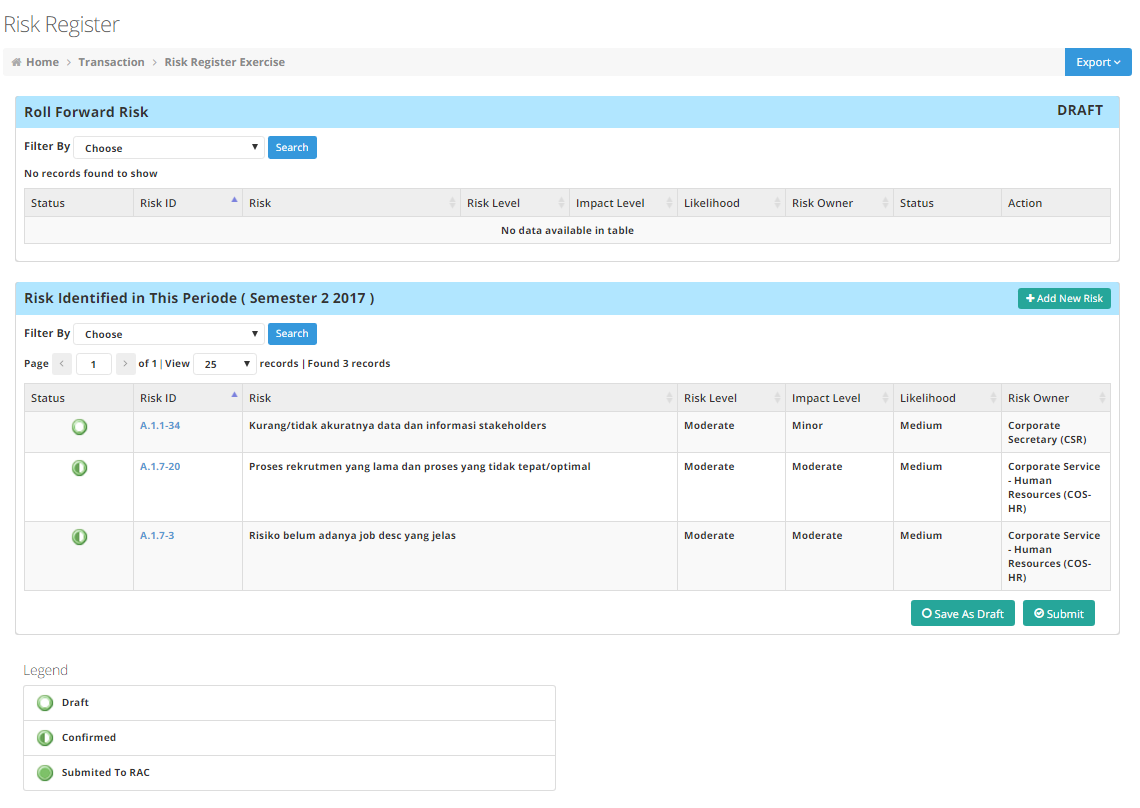 Risk Register
Home > Transaction > Risk Register Exercise
Export
Roll Forward Risk DRAFT
Filter By Choose Search
No records found to show
Status Risk ID Risk Risk Level Impact Level Likelihood Risk Owner Status Action
No data available in table
Risk Identified in This Periode ( Semester 2 2017 ) Add New Risk
Filter By Choose Search
Page < 1 > of 1 | View 25 records | Found 3 records
Status Risk ID Risk Risk Level Impact Level Likelihood Risk Owner
A.1.1-34 Kurang/tidak akuratnya data dan informasi stakeholders Moderate Minor Medium Corporate
Secretary (CSR)
A.1.7-20 Proses rekrutmen yang lama dan proses yang tidak tepat/optimal Moderate Moderate Medium Corporate Service
- Human
Resources (COS-
HR)
A.1.7-3 Risiko belum adanya job desc yang jelas Moderate Moderate Medium Corporate Service
- Human
Resources (COS-
HR)
Save As Draft Submit
Legend
Draft
Confirmed
Submited To RAC